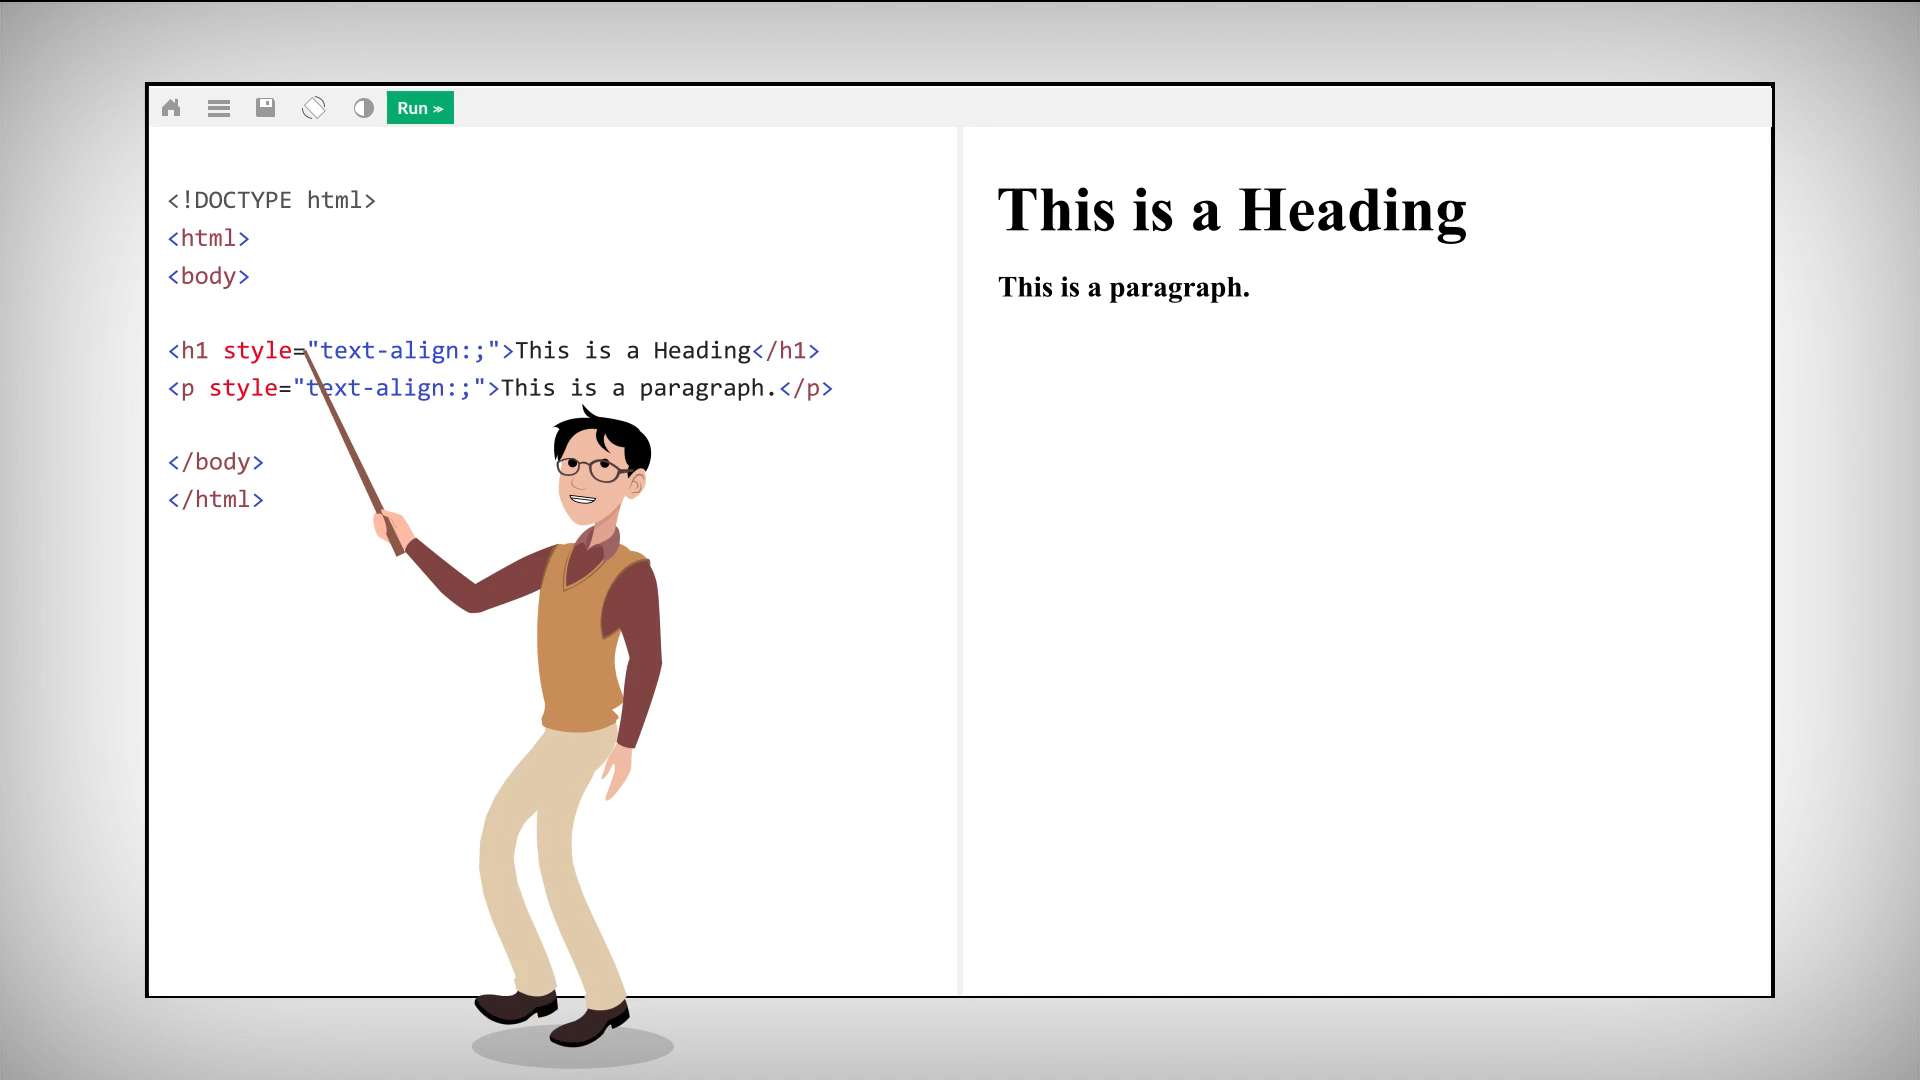 Run »
<!DOCTYPE html>
<html>
<body>
<h1 style="text-align:;">This is a Heading</h1>
<p style="text-align:;">This is a paragraph.</p>
</body>
</html>
This is a Heading
This is a paragraph.